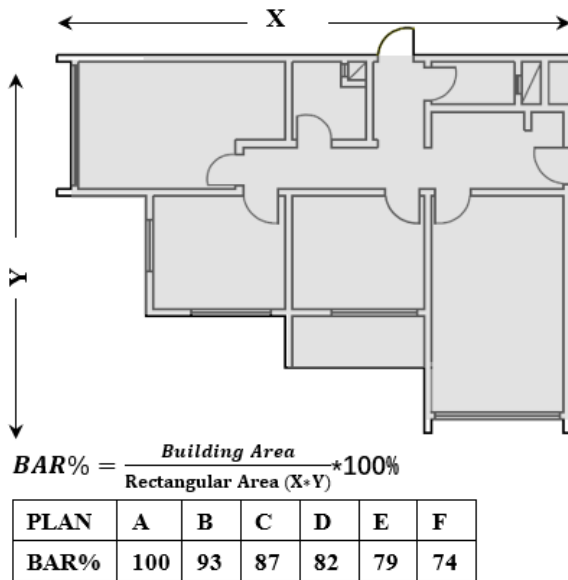 X
Y
BAR% = Building Area / Rectangular Area (X*Y) *100%
PLAN A B C D E F
BAR% 100 93 87 82 79 74